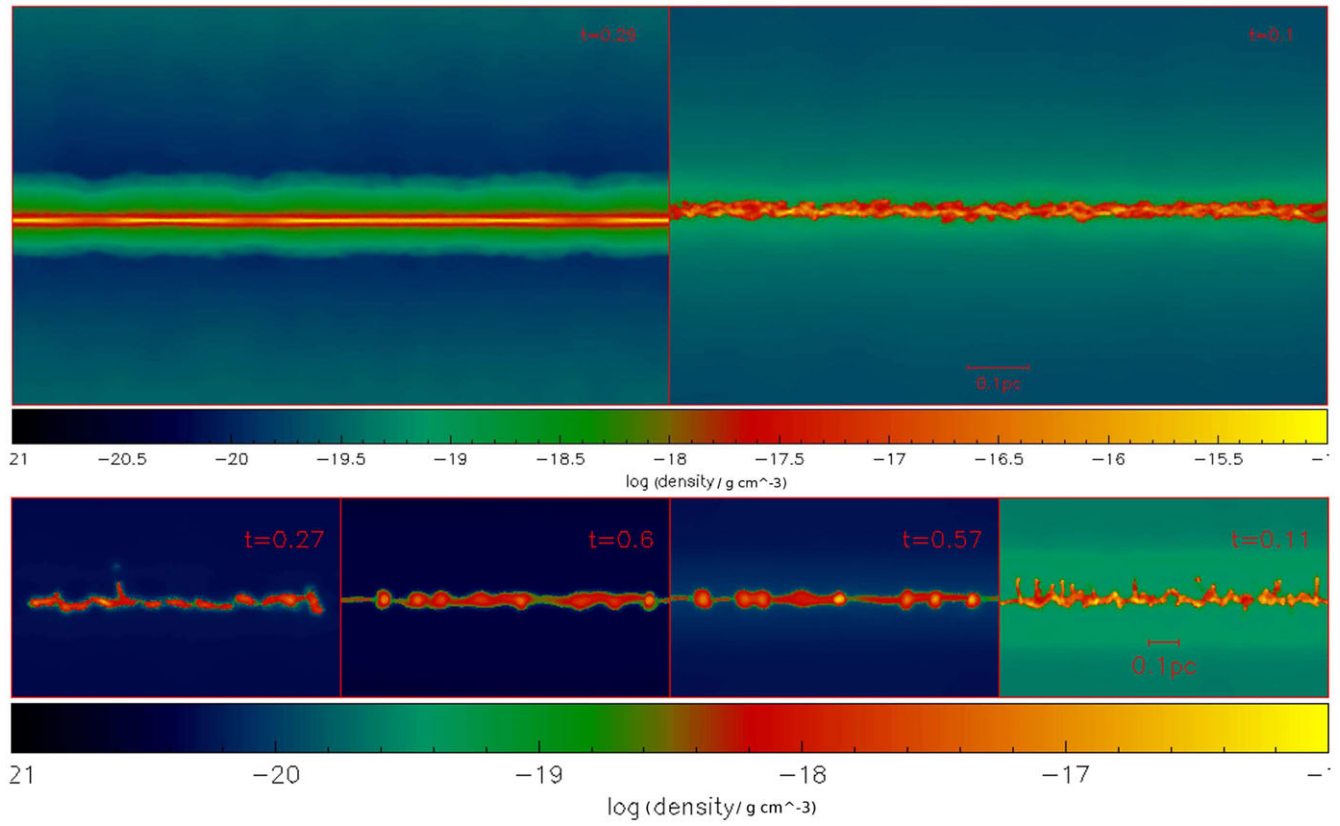 t=0.29 t=0.1
0.1pc
21 −20.5 −20 −19.5 −19 −18.5 −18 −17.5 −17 −16.5 −16 −15.5 −
log (density/ g cm^-3)
t=0.27 t=0.6 t=0.57 t=0.11
0.1pc
21 −20 −19 −18 −17 −
log (density/ g cm^-3)